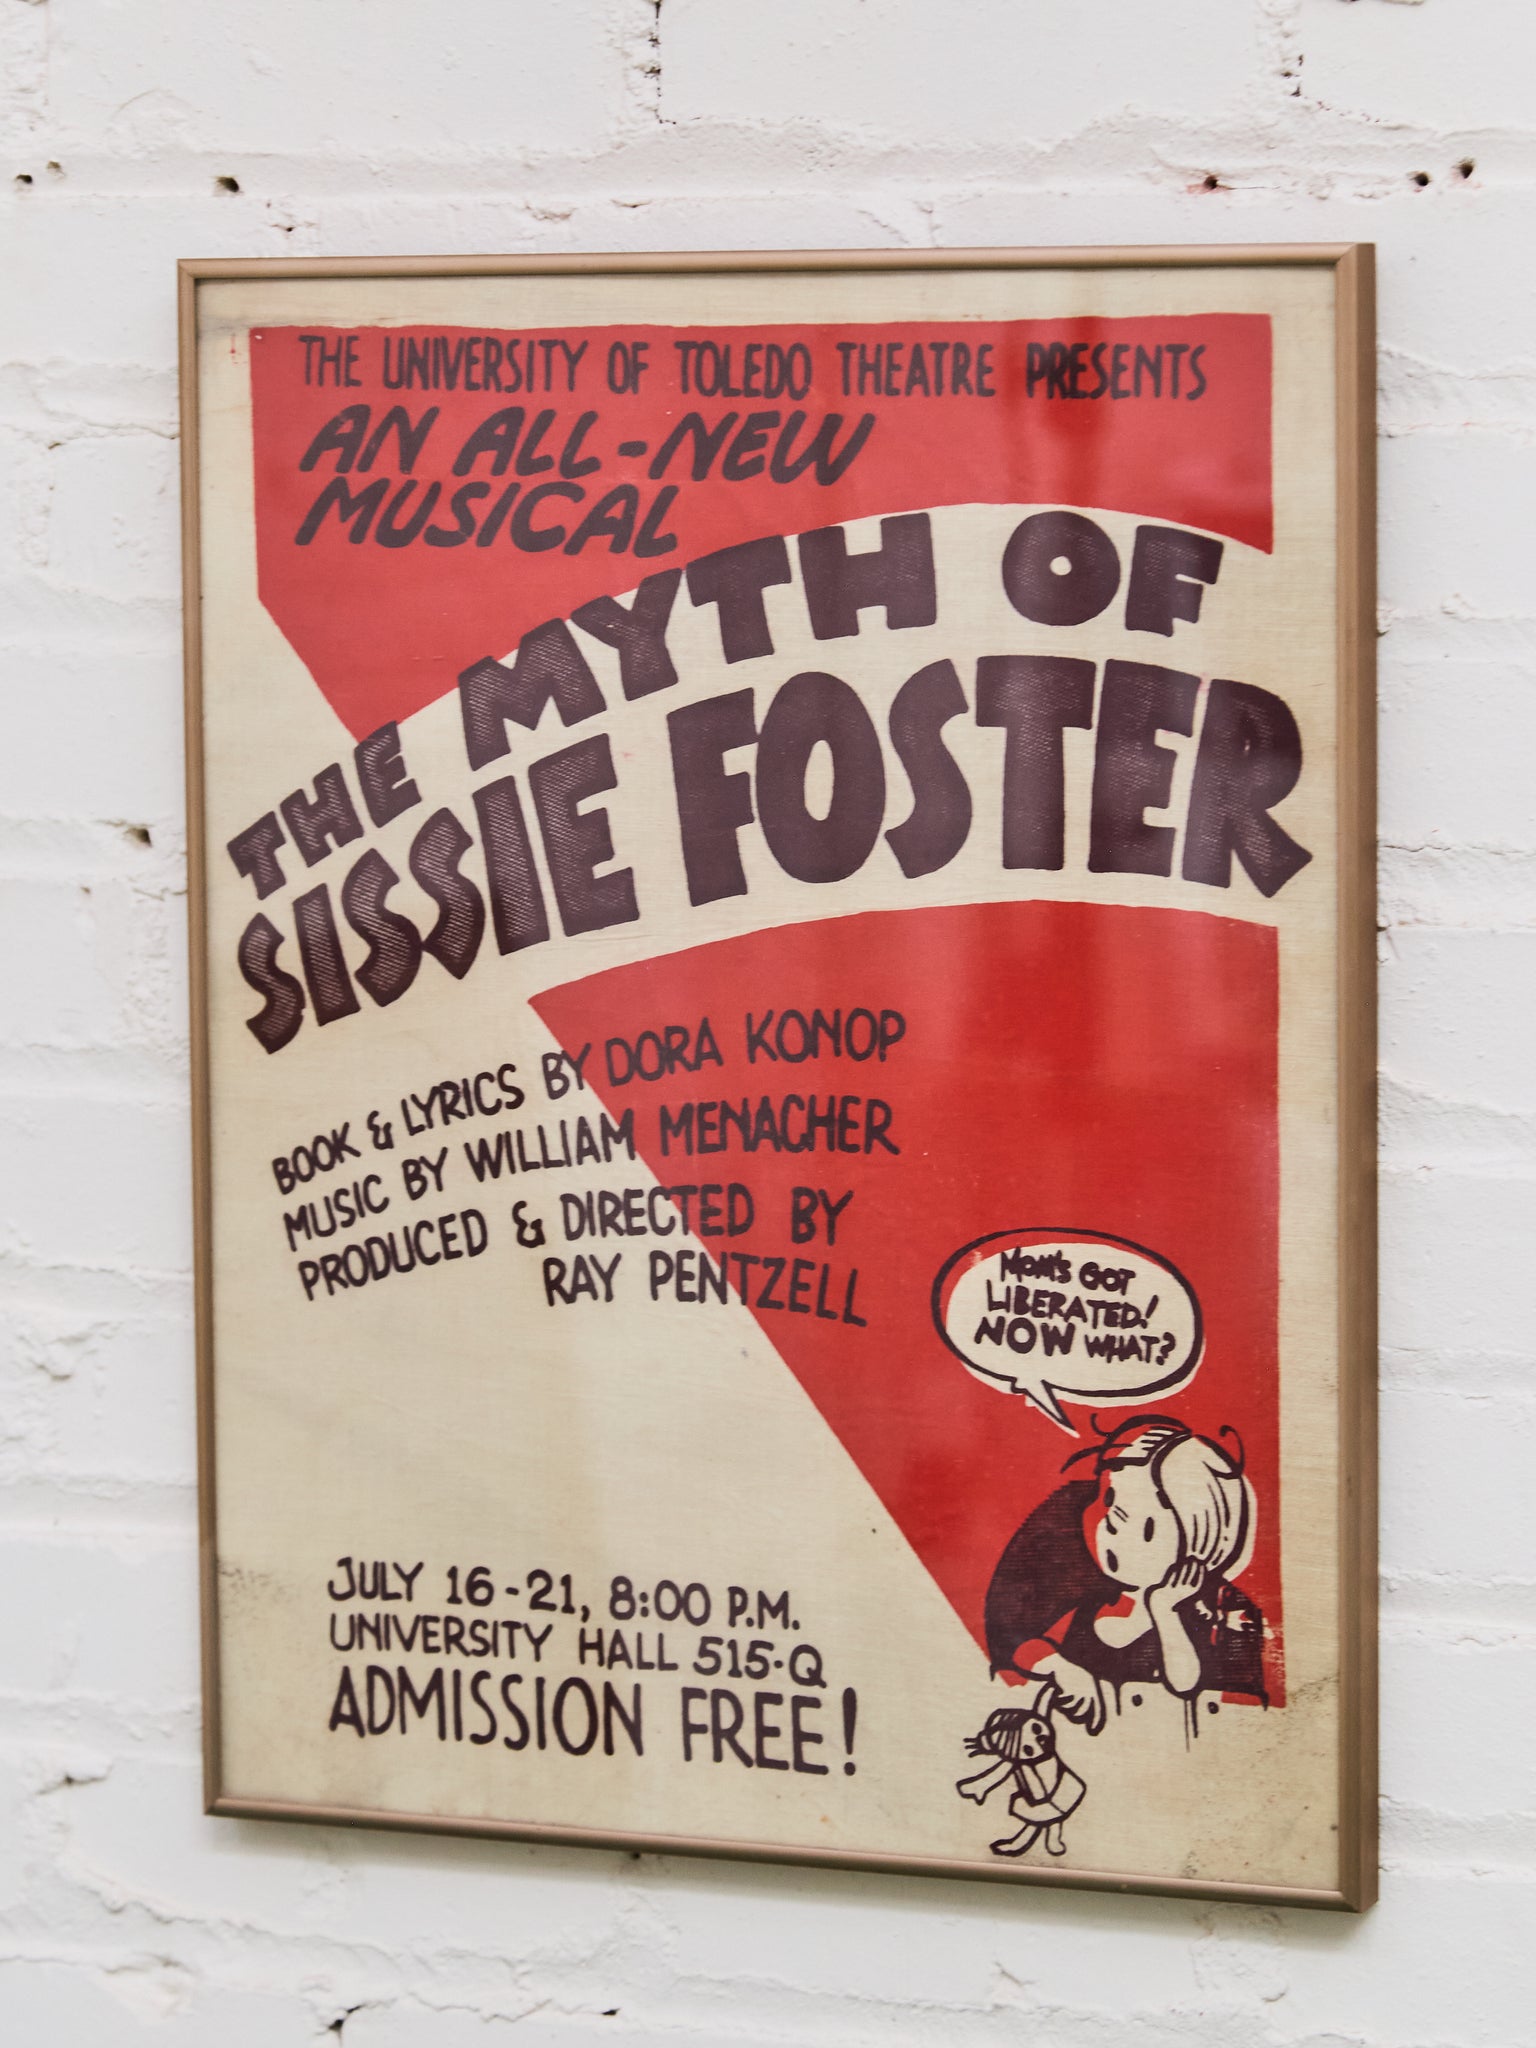 THE UNIVERSITY OF TOLEDO THEATRE PRESENTS
AN ALL-NEW
MUSICAL
THE MYTH OF
SISSIE FOSTER
BOOK & LYRICS BY DORA KONOP
MUSIC BY WILLIAM MENACHER
PRODUCED & DIRECTED BY
RAY PENTZELL
MOM'S GOT
LIBERATED!
NOW WHAT?
JULY 16-21, 8:00 P.M.
UNIVERSITY HALL 515-Q
ADMISSION FREE!